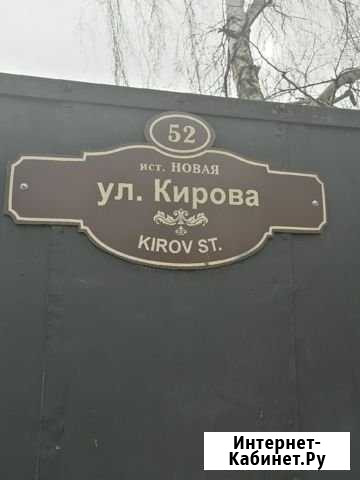 52
ист. НОВАЯ
ул. Кирова
KIROV ST.
Интернет-
Кабинет.Ру